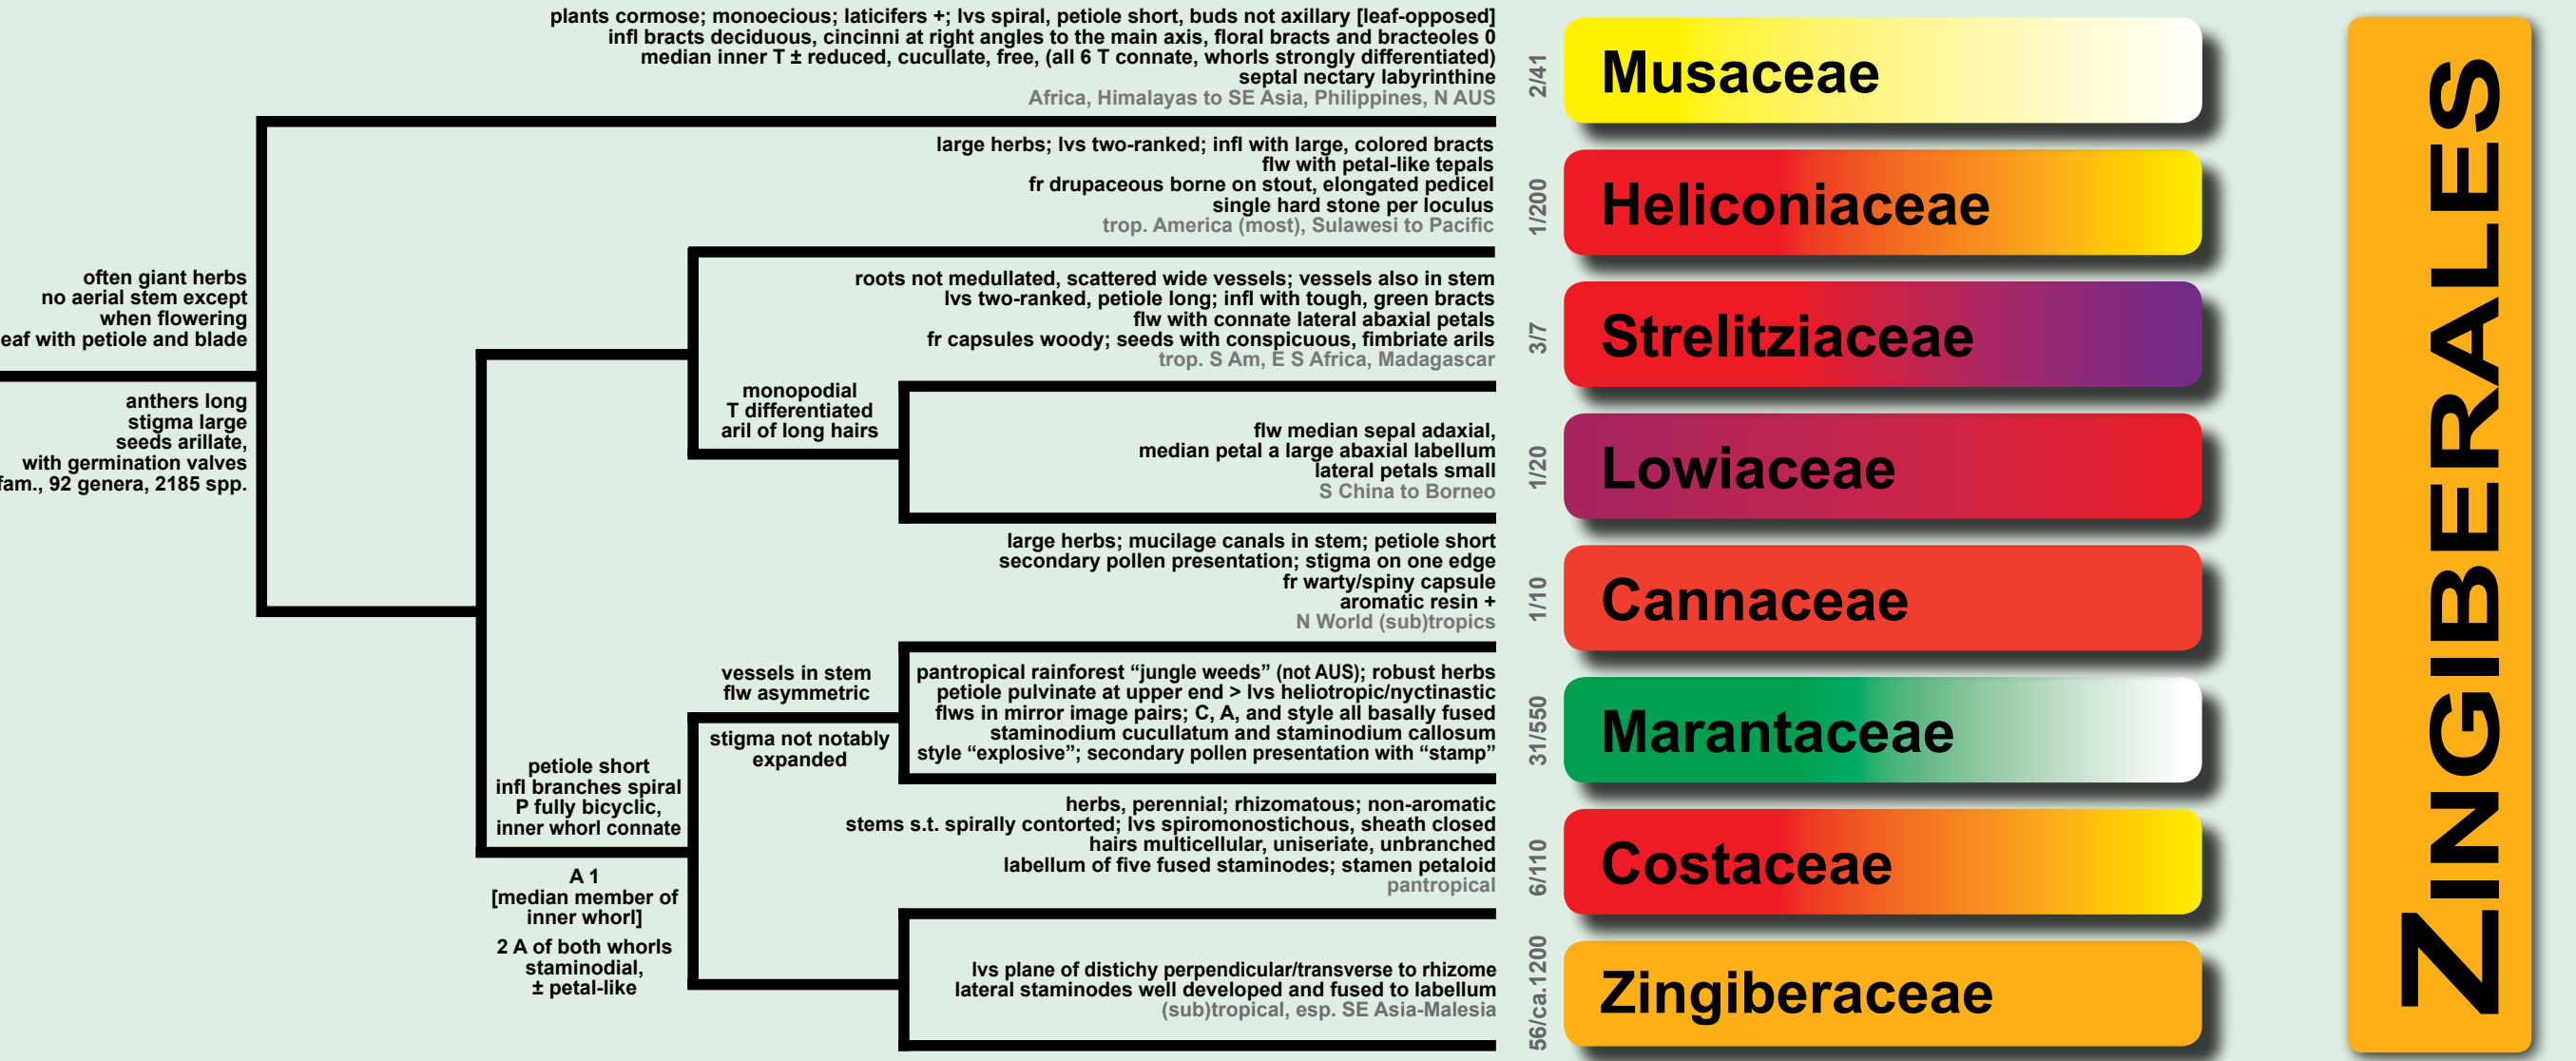 plants cormose; monoecious; laticifers +; lvs spiral, petiole short, buds not axillary [leaf-opposed]
infl bracts deciduous, cincinni at right angles to the main axis, floral bracts and bracteoles 0
median inner T ± reduced, cucullate, free, (all 6 T connate, whorls strongly differentiated)
septal nectary labyrinthine
Africa, Himalayas to SE Asia, Philippines, N AUS
2/41
Musaceae
large herbs; lvs two-ranked; infl with large, colored bracts
flw with petal-like tepals
fr drupaceous borne on stout, elongated pedicel
single hard stone per loculus
trop. America (most), Sulawesi to Pacific
1/200
Heliconiaceae
often giant herbs
no aerial stem except
when flowering
eaf with petiole and blade
anthers long
stigma large
seeds arillate,
with germination valves
fam., 92 genera, 2185 spp.
roots not medullated, scattered wide vessels; vessels also in stem
lvs two-ranked, petiole long; infl with tough, green bracts
flw with connate lateral abaxial petals
fr capsules woody; seeds with conspicuous, fimbriate arils
trop. S Am, E S Africa, Madagascar
3/7
Strelitziaceae
monopodial
T differentiated
aril of long hairs
flw median sepal adaxial,
median petal a large abaxial labellum
lateral petals small
S China to Borneo
1/20
Lowiaceae
large herbs; mucilage canals in stem; petiole short
secondary pollen presentation; stigma on one edge
fr warty/spiny capsule
aromatic resin +
N World (sub)tropics
1/10
Cannaceae
vessels in stem
flw asymmetric
stigma not notably
expanded
pantropical rainforest “jungle weeds” (not AUS); robust herbs
petiole pulvinate at upper end > lvs heliotropic/nyctinastic
flws in mirror image pairs; C, A, and style all basally fused
staminodium cucullatum and staminodium callosum
style “explosive”; secondary pollen presentation with “stamp”
31/550
Marantaceae
petiole short
infl branches spiral
P fully bicyclic,
inner whorl connate
A 1
[median member of
inner whorl]
2 A of both whorls
staminodial,
± petal-like
herbs, perennial; rhizomatous; non-aromatic
stems s.t. spirally contorted; lvs spiromonostichous, sheath closed
hairs multicellular, uniseriate, unbranched
labellum of five fused staminodes; stamen petaloid
pantropical
6/110
Costaceae
lvs plane of distichy perpendicular/transverse to rhizome
lateral staminodes well developed and fused to labellum
(sub)tropical, esp. SE Asia-Malesia
56/ca.1200
Zingiberaceae
ZINGIBERALES